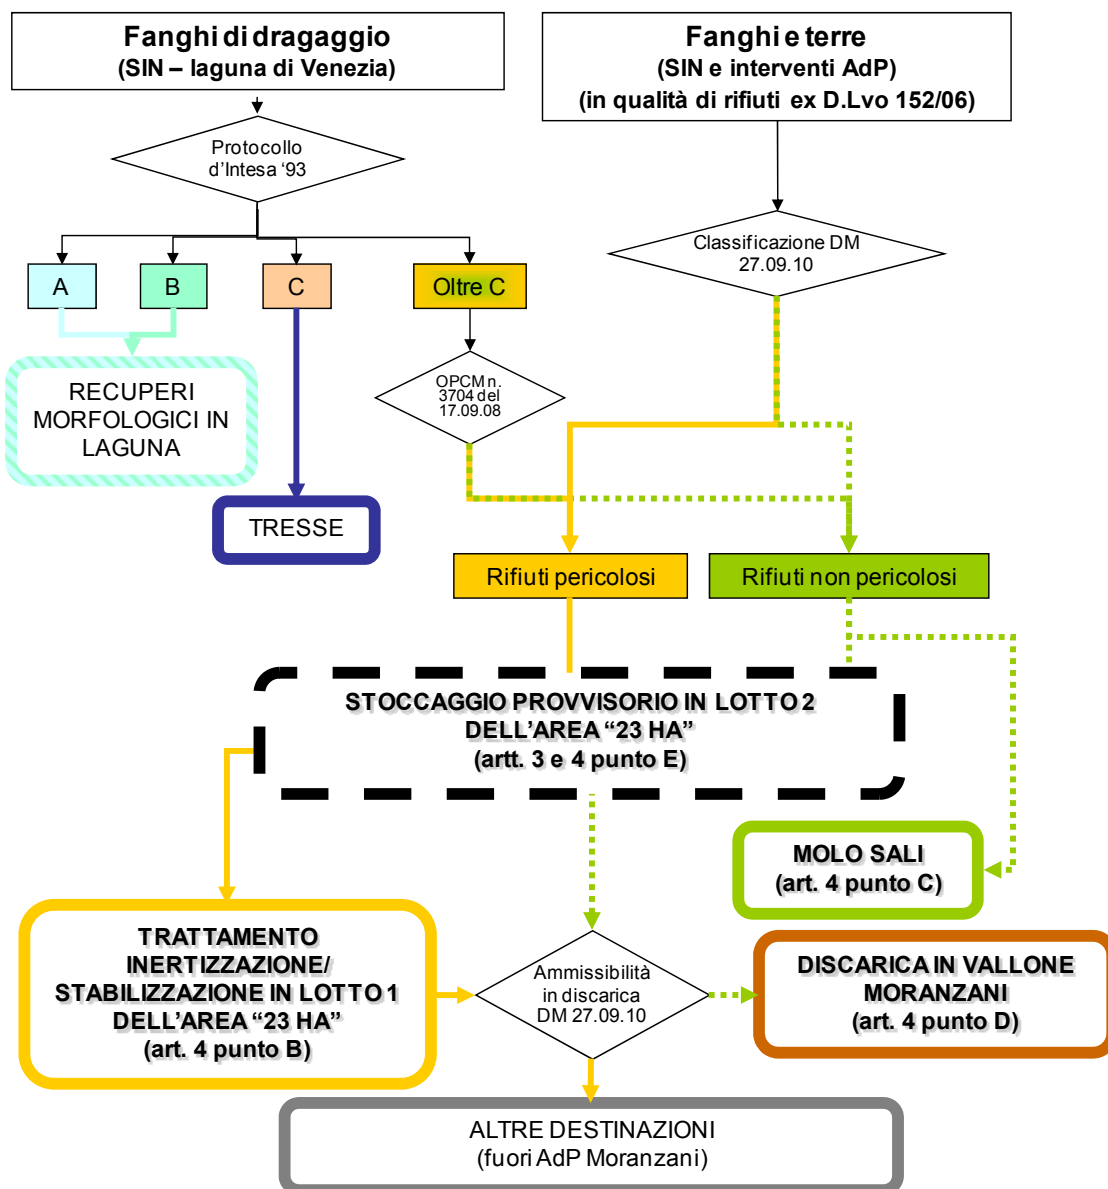 Fanghi di dragaggio
(SIN – laguna di Venezia)
Fanghi e terre
(SIN e interventi AdP)
(in qualità di rifiuti ex D.Lvo 152/06)
Protocollo
d'Intesa ‘93
Classificazione DM
27.09.10
A
B
C
Oltre C
RECUPERI
MORFOLOGICI IN
LAGUNA
OPCM n.
3704 del
17.09.08
TRESSE
Rifiuti pericolosi
Rifiuti non pericolosi
STOCCAGGIO PROVVISORIO IN LOTTO 2
DELL'AREA “23 HA”
(artt. 3 e 4 punto E)
MOLO SALI
(art. 4 punto C)
TRATTAMENTO
INERTIZZAZIONE/
STABILIZZAZIONE IN LOTTO 1
DELL'AREA “23 HA”
(art. 4 punto B)
Ammissibilità
in discarica
DM 27.09.10
DISCARICA IN VALLONE
MORANZANI
(art. 4 punto D)
ALTRE DESTINAZIONI
(fuori AdP Moranzani)